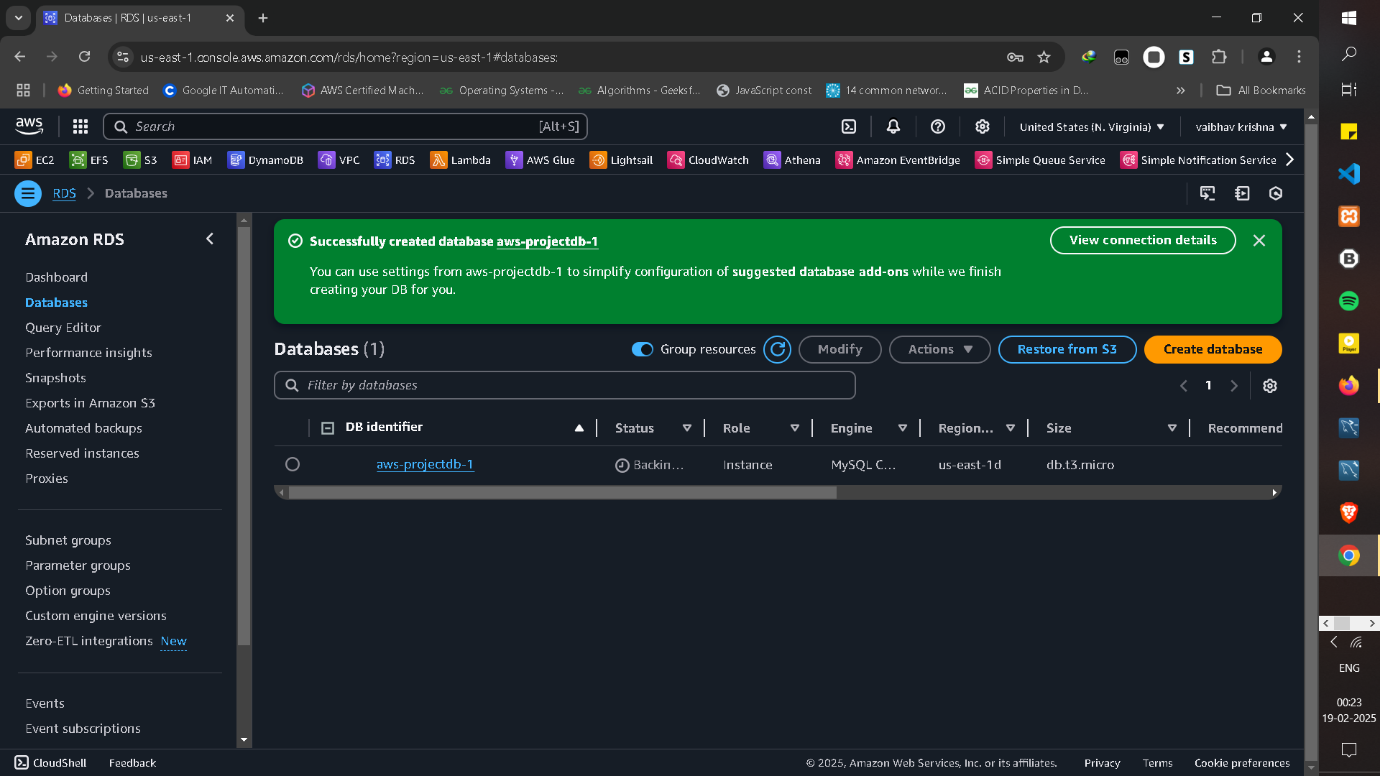 Databases | RDS | us-east-1
us-east-1.console.aws.amazon.com/rds/home?region=us-east-1#databases:
Getting Started
Google IT Automati...
AWS Certified Mach...
Operating Systems -...
Algorithms - Geeksf...
JavaScript const
14 common networ...
ACID Properties in D...
»
All Bookmarks
aws
Search
[Alt+S]
United States (N. Virginia)
vaibhav krishna
EC2
EFS
S3
IAM
DynamoDB
VPC
RDS
Lambda
AWS Glue
Lightsail
CloudWatch
Athena
Amazon EventBridge
Simple Queue Service
Simple Notification Service
RDS
Databases
Amazon RDS
Dashboard
Databases
Query Editor
Performance insights
Snapshots
Exports in Amazon S3
Automated backups
Reserved instances
Proxies
Subnet groups
Parameter groups
Option groups
Custom engine versions
Zero-ETL integrations New
Events
Event subscriptions
Successfully created database aws-projectdb-1
View connection details
You can use settings from aws-projectdb-1 to simplify configuration of suggested database add-ons while we finish
creating your DB for you.
Databases (1)
Group resources
Modify
Actions
Restore from S3
Create database
Filter by databases
1
DB identifier
Status
Role
Engine
Region...
Size
Recommend
aws-projectdb-1
Backin...
Instance
MySQL C...
us-east-1d
db.t3.micro
CloudShell
Feedback
© 2025, Amazon Web Services, Inc. or its affiliates.
Privacy
Terms
Cookie preferences
ENG
00:23
19-02-2025